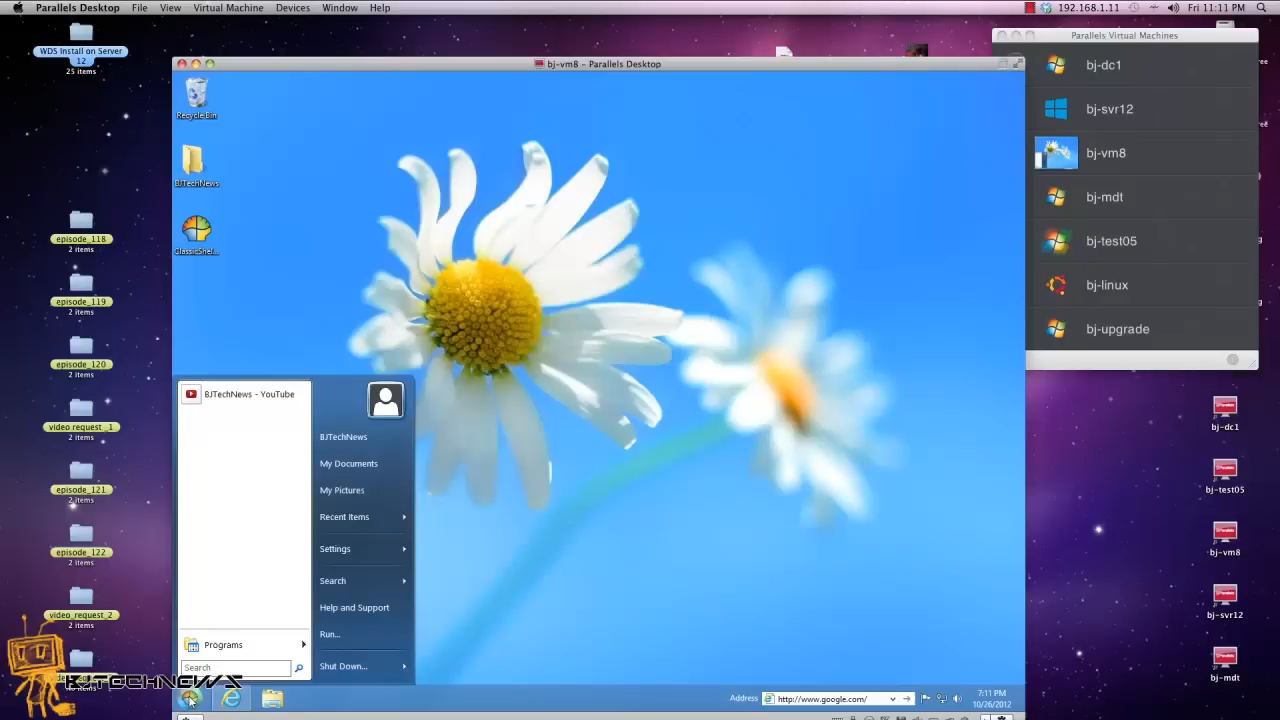 Parallels Desktop File View Virtual Machine Devices Window Help 192.168.1.11 Fri 11:11 PM
WDS Install on Server
12
25 items
bj-vm8 - Parallels Desktop
Parallels Virtual Machines
bj-dc1
bj-svr12
bj-vm8
bj-mdt
bj-test05
bj-linux
bj-upgrade
Recycle Bin
BJTechNews
ClassicShel...
episode_118
2 items
episode_119
2 items
episode_120
2 items
video request _1
2 items
episode_121
2 items
episode_122
2 items
video_request_2
2 items
BJTechNews - YouTube
BJTechNews
My Documents
My Pictures
Recent Items
Settings
Search
Help and Support
Run...
Shut Down...
Programs
Search
bj-dc1
bj-test05
bj-vm8
bj-svr12
bj-mdt
BJTECHNEWS
Address http://www.google.com/
7:11 PM
10/26/2012